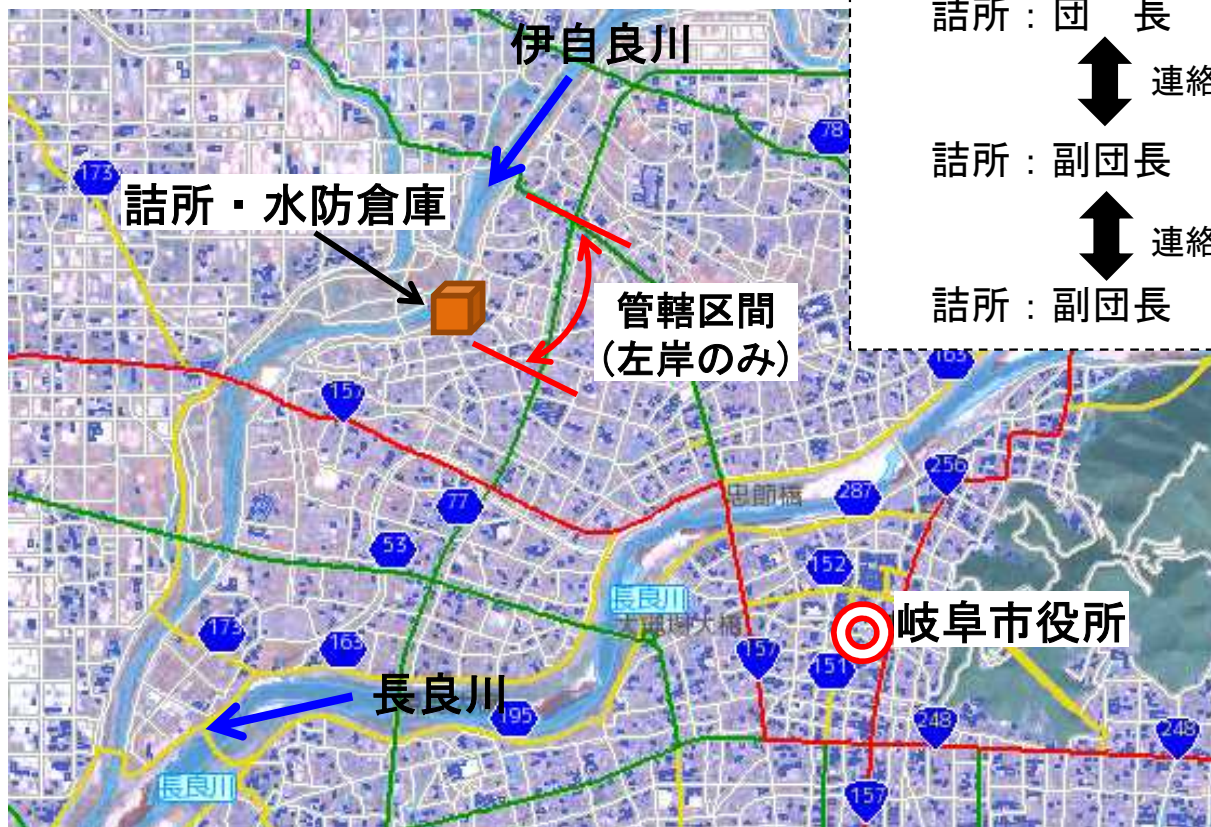 詰所：団　長
連絡
詰所：副団長
連絡
詰所：副団長
伊自良川
78
173
詰所・水防倉庫
管轄区間
(左岸のみ)
163
157
256
忠節橋
287
77
53
152
長良川
岐阜市役所
173
163
157
151
長良川
195
248
248
長良川
157